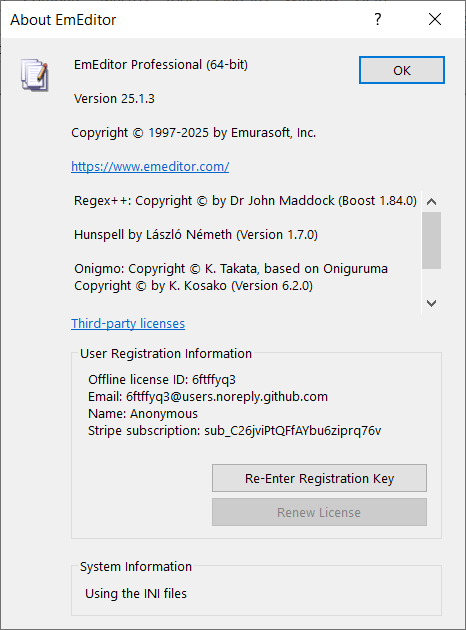 About EmEditor
EmEditor Professional (64-bit)
OK
Version 25.1.3
Copyright © 1997-2025 by Emurasoft, Inc.
https://www.emeditor.com/
Regex++: Copyright © by Dr John Maddock (Boost 1.84.0)
Hunspell by László Németh (Version 1.7.0)
Onigmo: Copyright © K. Takata, based on Oniguruma
Copyright © by K. Kosako (Version 6.2.0)
Third-party licenses
User Registration Information
Offline license ID: 6ftffyq3
Email: 6ftffyq3@users.noreply.github.com
Name: Anonymous
Stripe subscription: sub_C26jviPtQFfAYbu6ziprq76v
Re-Enter Registration Key
Renew License
System Information
Using the INI files